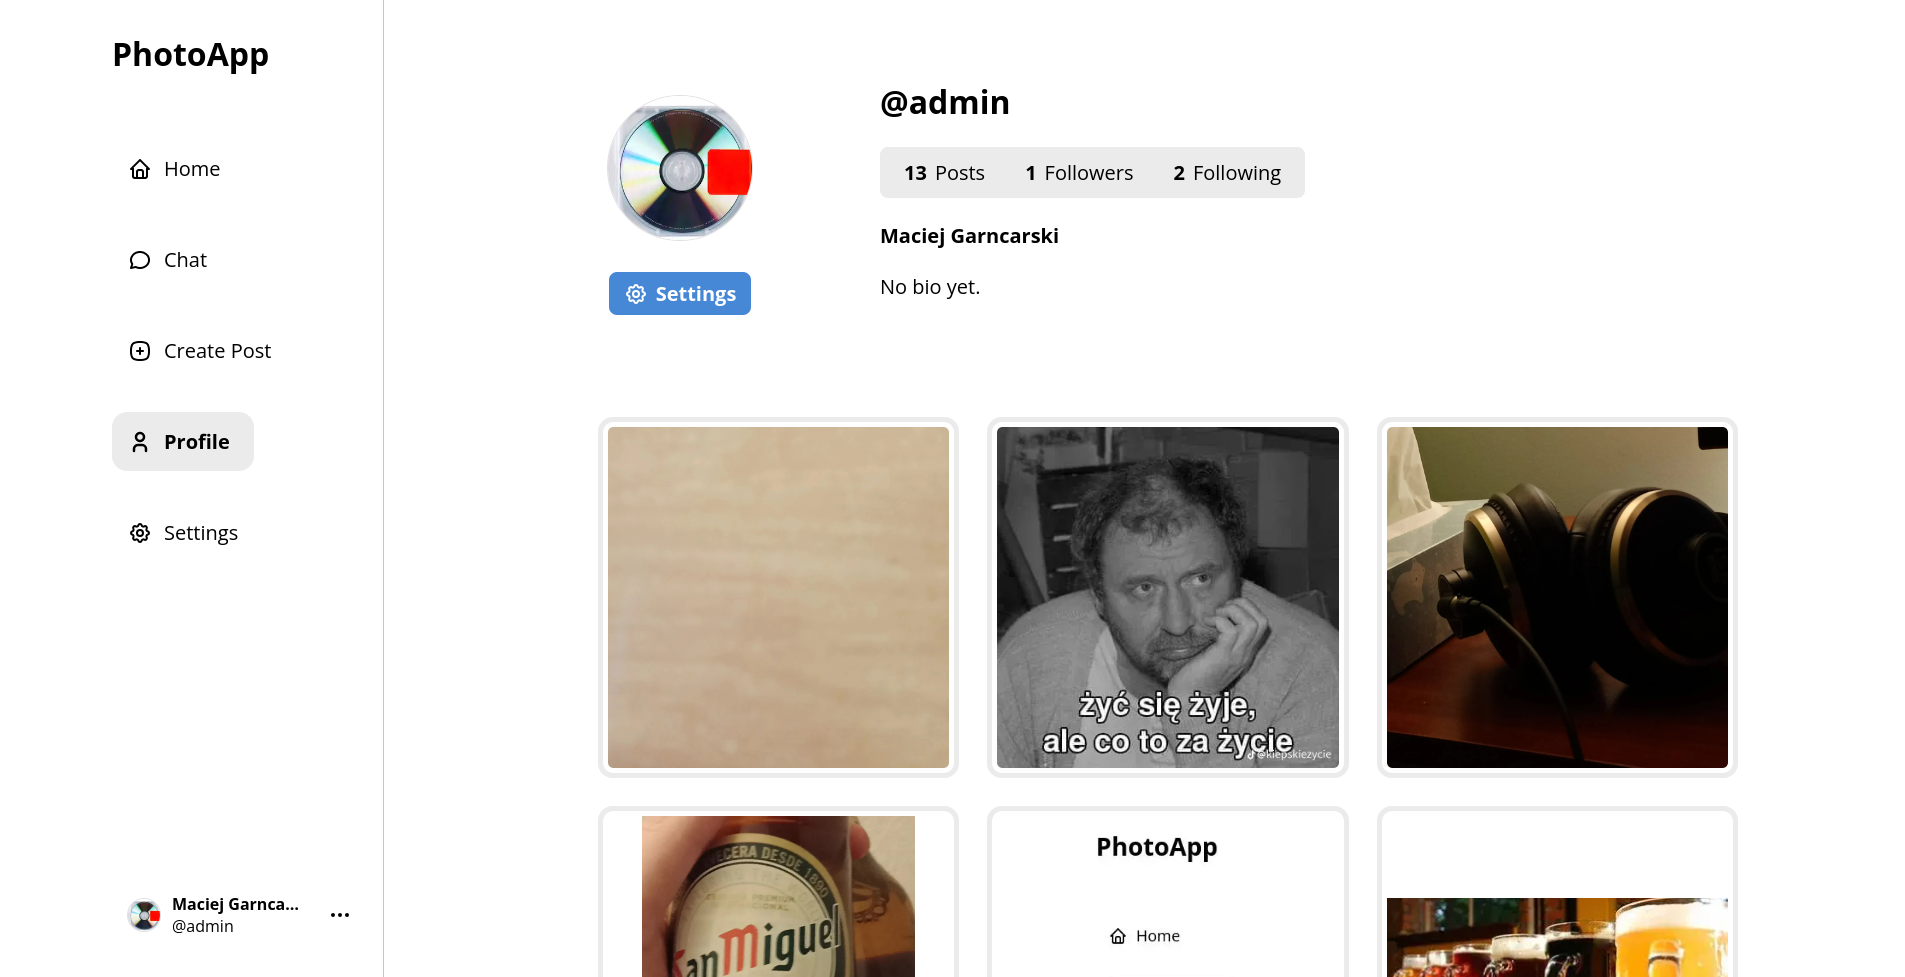 PhotoApp
Home
Chat
Create Post
Profile
Settings
Maciej Garnca...
@admin
@admin
13 Posts 1 Followers 2 Following
Maciej Garncarski
No bio yet.
Settings
żyć się żyje,
ale co to za życie
@kiepskiezycie
CERA DESDE 1890
San Miguel
PhotoApp
Home